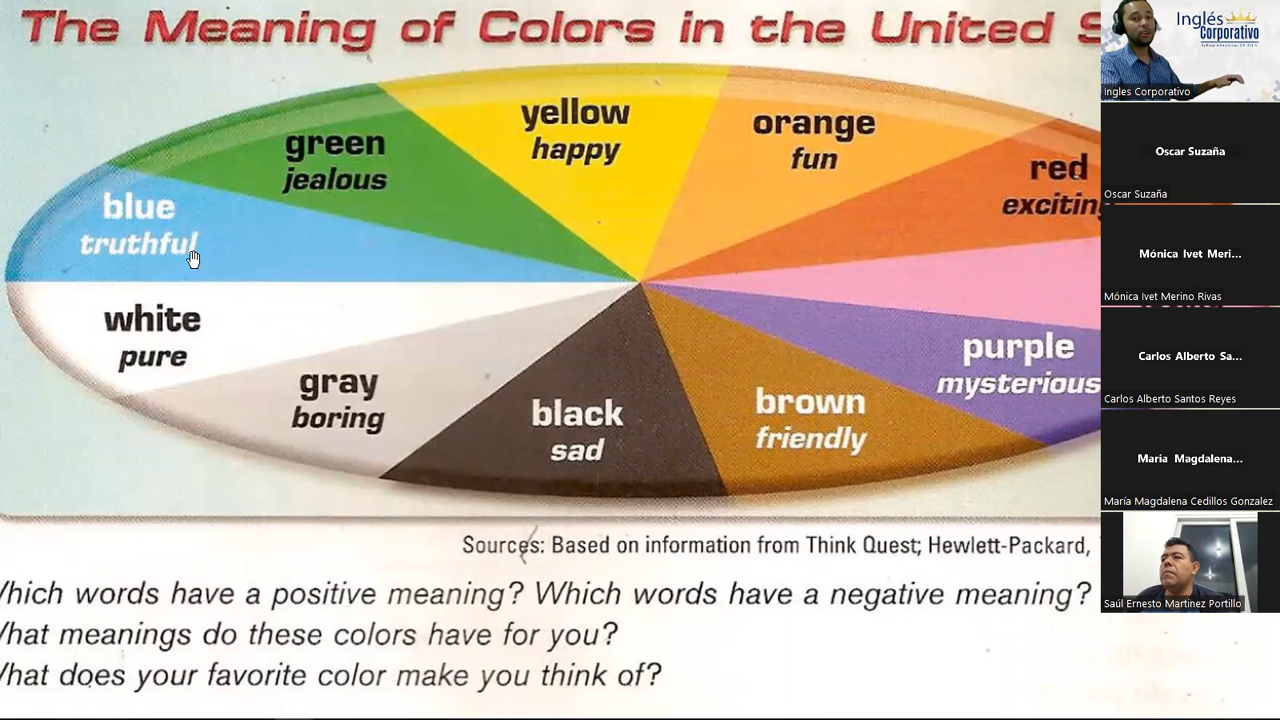 The Meaning of Colors in the United S
yellow
happy
orange
fun
green
jealous
red
exciting
blue
truthful
white
pure
purple
mysterious
gray
boring
black
sad
brown
friendly
Sources: Based on information from Think Quest; Hewlett-Packard,
Which words have a positive meaning? Which words have a negative meaning?
What meanings do these colors have for you?
What does your favorite color make you think of?
Inglés
Corporativo
Ingles Corporativo
Oscar Suzaña
Oscar Suzaña
Mónica Ivet Meri...
Mónica Ivet Merino Rivas
Carlos Alberto Sa...
Carlos Alberto Santos Reyes
Maria Magdalena...
María Magdalena Cedillos Gonzalez
Saúl Ernesto Martinez Portillo